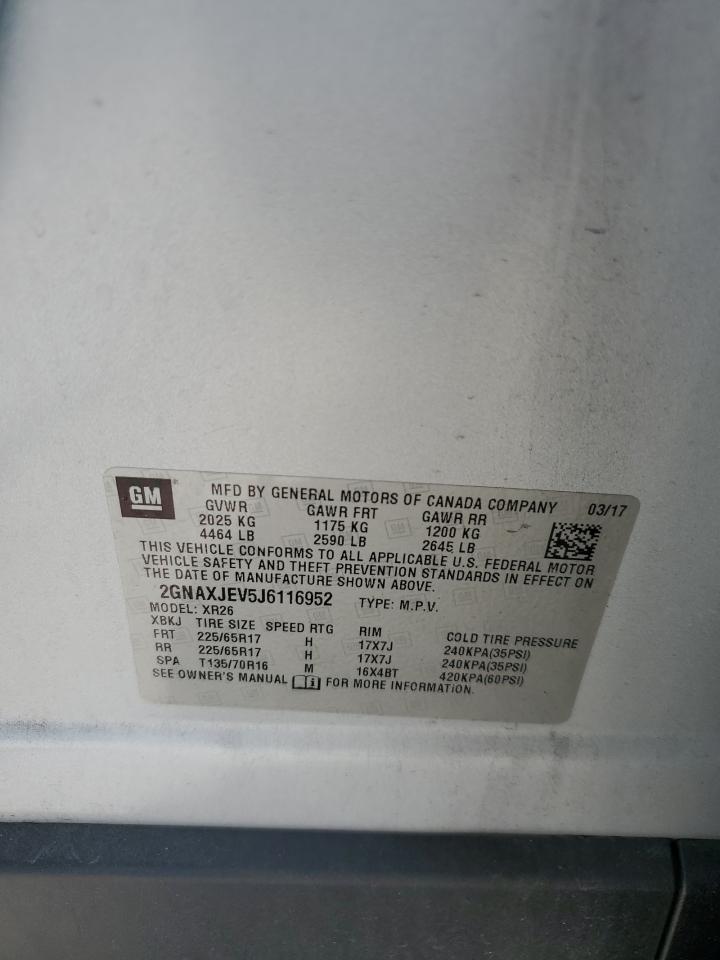 GM
MFD BY GENERAL MOTORS OF CANADA COMPANY 03/17
GVWR GAWR FRT GAWR RR
2025 KG 1175 KG 1200 KG
4464 LB 2590 LB 2645 LB
THIS VEHICLE CONFORMS TO ALL APPLICABLE U.S. FEDERAL MOTOR
VEHICLE SAFETY AND THEFT PREVENTION STANDARDS IN EFFECT ON
THE DATE OF MANUFACTURE SHOWN ABOVE.
2GNAXJEV5J6116952 TYPE: M.P.V.
MODEL: XR26
XBKJ TIRE SIZE SPEED RTG RIM COLD TIRE PRESSURE
FRT 225/65R17 H 17X7J 240KPA(35PSI)
RR 225/65R17 H 17X7J 240KPA(35PSI)
SPA T135/70R16 M 16X4BT 420KPA(60PSI)
SEE OWNER'S MANUAL i FOR MORE INFORMATION.